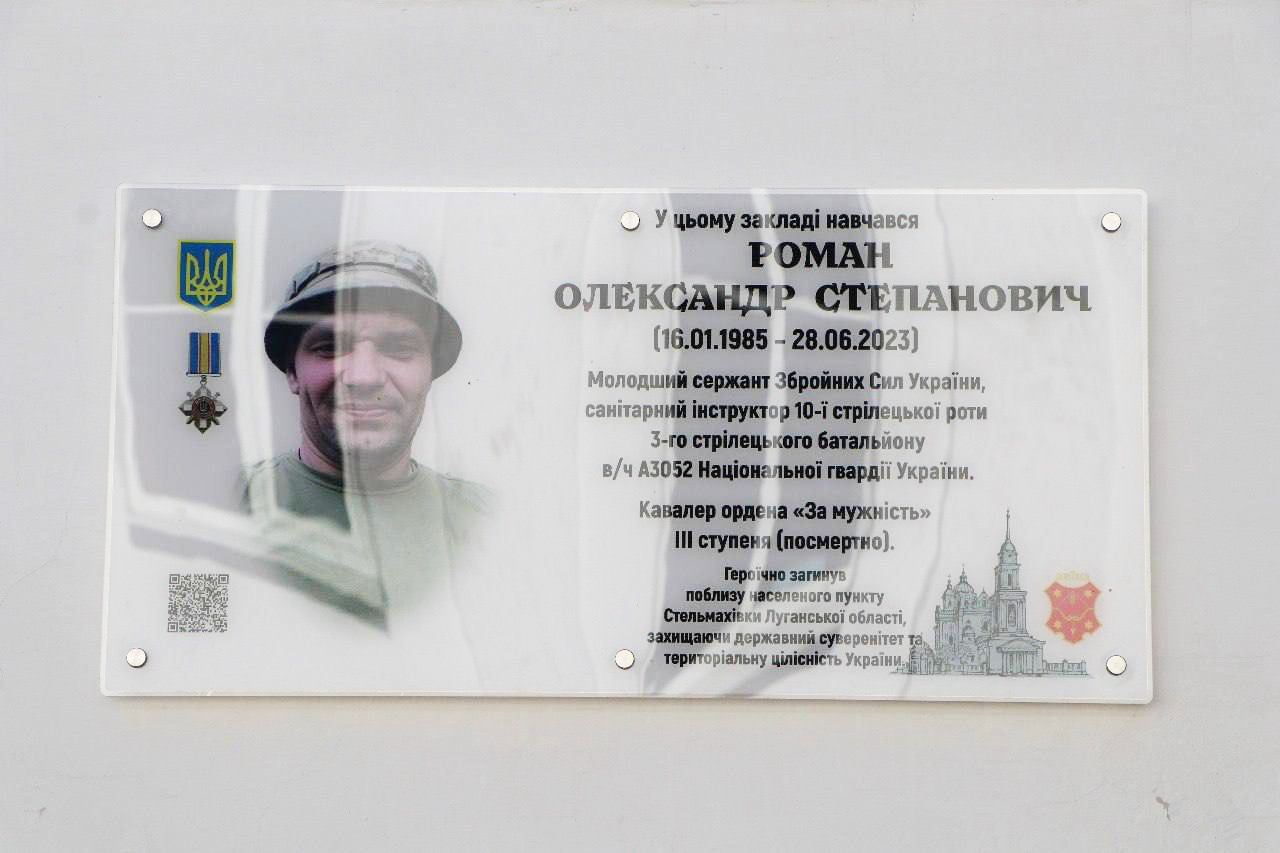 У цьому закладі навчався
РОМАН
ОЛЕКСАНДР СТЕПАНОВИЧ
(16.01.1985 – 28.06.2023)
Молодший сержант Збройних Сил України,
санітарний інструктор 10-ї стрілецької роти
3-го стрілецького батальйону
в/ч А3052 Національної гвардії України.
Кавалер ордена «За мужність»
ІІІ ступеня (посмертно).
Героїчно загинув
поблизу населеного пункту
Стельмахівки Луганської області,
захищаючи державний суверенітет та
територіальну цілісність України.